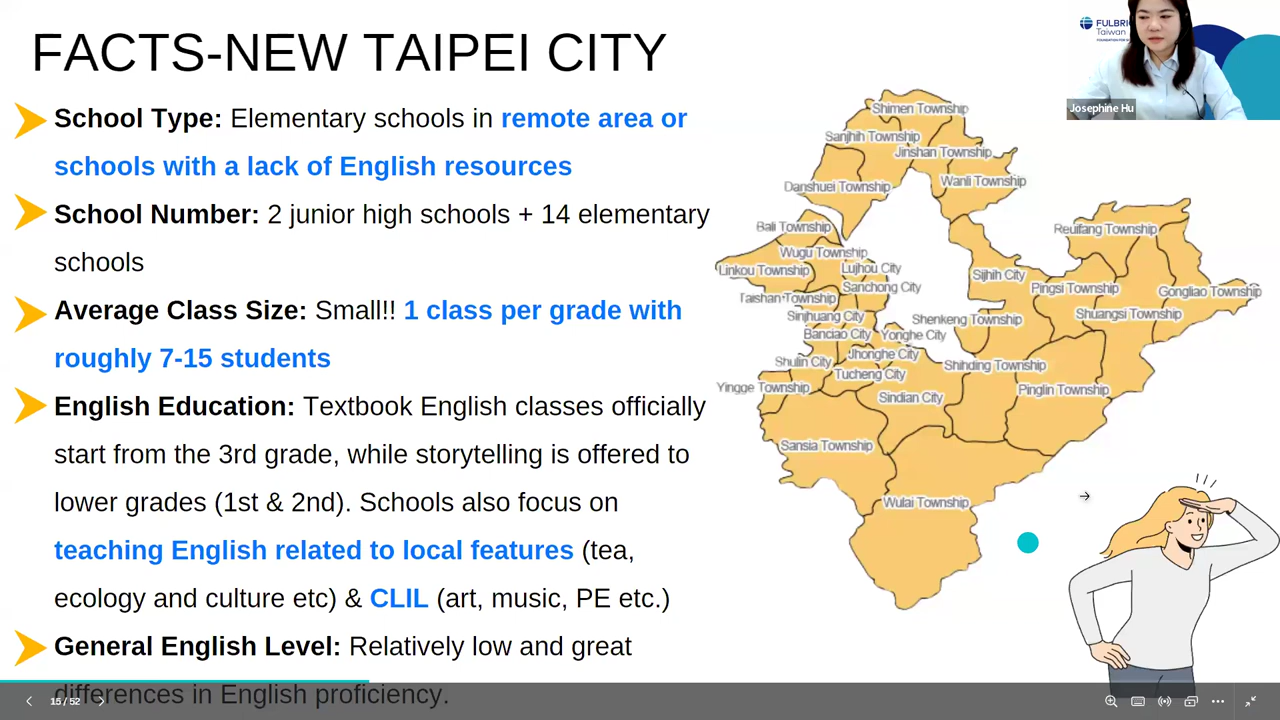 FACTS-NEW TAIPEI CITY
School Type: Elementary schools in remote area or
schools with a lack of English resources
School Number: 2 junior high schools + 14 elementary
schools
Average Class Size: Small!! 1 class per grade with
roughly 7-15 students
English Education: Textbook English classes officially
start from the 3rd grade, while storytelling is offered to
lower grades (1st & 2nd). Schools also focus on
teaching English related to local features (tea,
ecology and culture etc) & CLIL (art, music, PE etc.)
General English Level: Relatively low and great
differences in English proficiency.
Shimen Township
Sanjhih Township
Jinshan Township
Wanli Township
Danshuei Township
Bali Township
Reuifang Township
Wugu Township
Linkou Township
Lujhou City
Sijhih City
Sanchong City
Pingsi Township
Gongliao Township
Taishan Township
Sinjhuang City
Shenkeng Township
Shuangsi Township
Banciao City
Yonghe City
Jhonghe City
Shulin City
Shihding Township
Tucheng City
Yingge Township
Sindian City
Pinglin Township
Sansia Township
Wulai Township
Taiwan
Josephine Hu
15 / 52